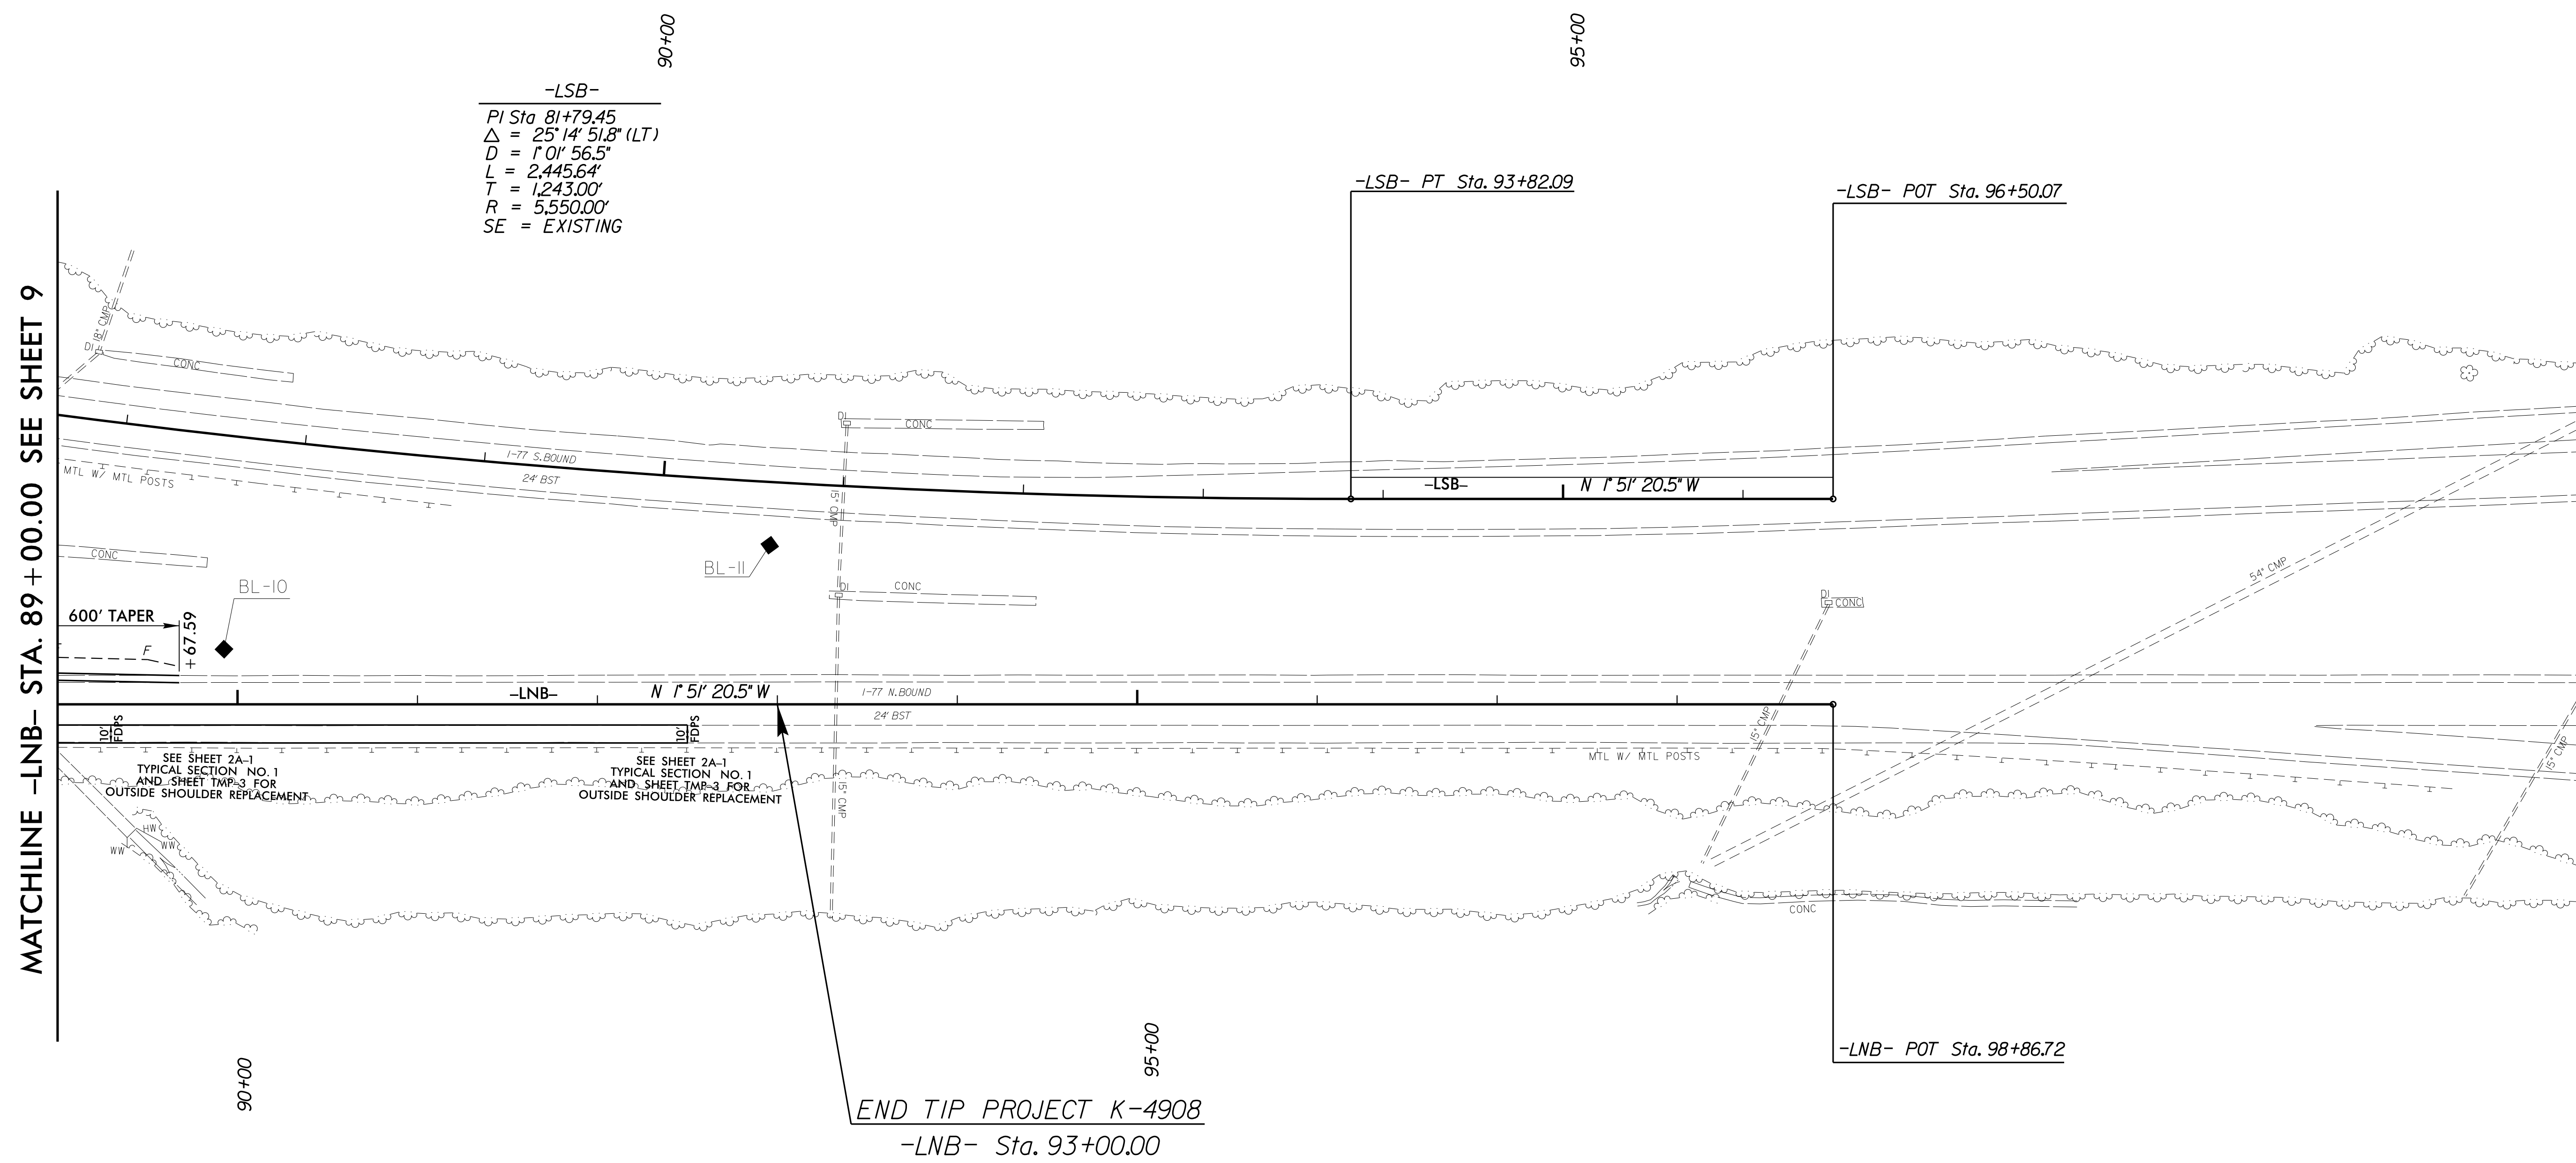 90+00
95+00
-LSB-
PI Sta 81+79.45
△ = 25° 14' 51.8" (LT)
D = 1° 01' 56.5"
L = 2,445.64'
T = 1,243.00'
R = 5,550.00'
SE = EXISTING
-LSB- PT Sta. 93+82.09
-LSB- POT Sta. 96+50.07
MATCHLINE -LNB- STA. 89+00.00 SEE SHEET 9
18" CMP
DI
CONC
DI
CONC
I-77 S.BOUND
24' BST
MTL W/ MTL POSTS
15" CMP
-LSB-
N 1° 51' 20.5" W
CONC
BL-10
BL-11
DI
CONC
54" CMP
DI
CONC
600' TAPER
+67.59
F
-LNB-
N 1° 51' 20.5" W
I-77 N.BOUND
24' BST
10'
FDPS
10'
FDPS
15" CMP
15" CMP
MTL W/ MTL POSTS
SEE SHEET 2A-1
TYPICAL SECTION NO. 1
AND SHEET TMP-3 FOR
OUTSIDE SHOULDER REPLACEMENT
SEE SHEET 2A-1
TYPICAL SECTION NO. 1
AND SHEET TMP-3 FOR
OUTSIDE SHOULDER REPLACEMENT
15" CMP
HW
WW
WW
CONC
90+00
95+00
-LNB- POT Sta. 98+86.72
END TIP PROJECT K-4908
-LNB- Sta. 93+00.00